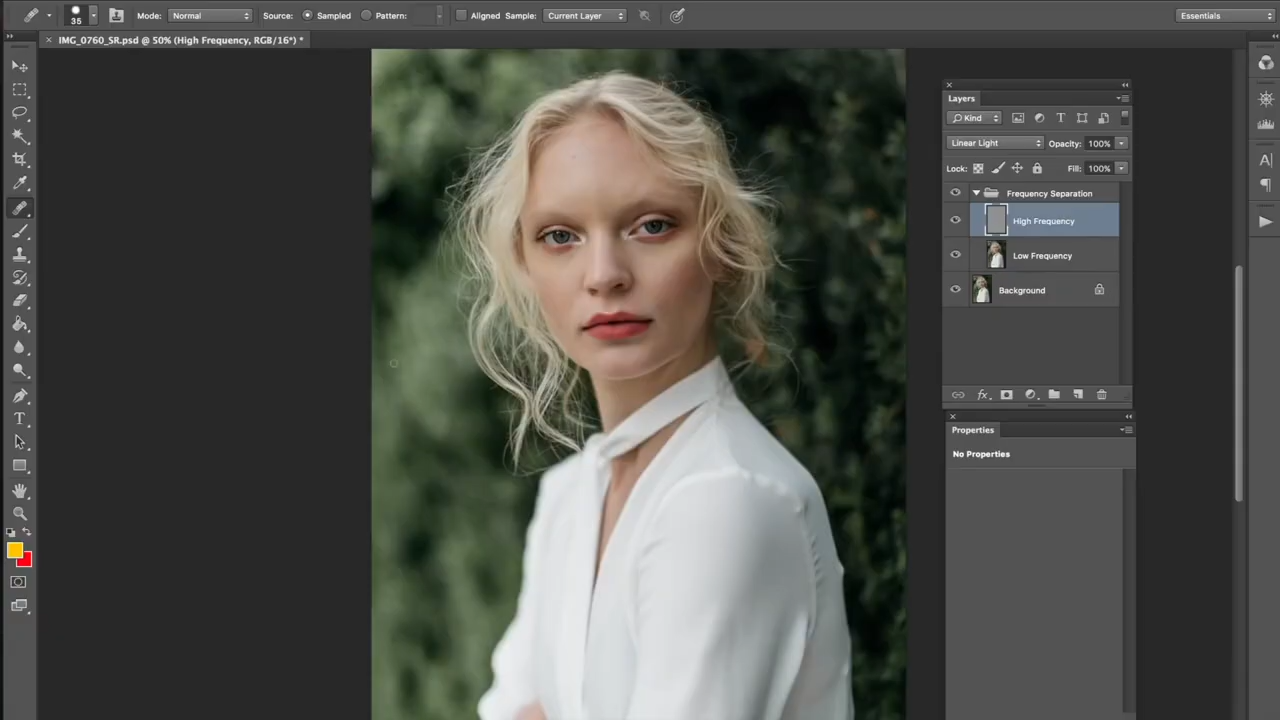 35 Mode: Normal Source: Sampled Pattern: Aligned Sample: Current Layer Essentials
IMG_0760_SR.psd @ 50% (High Frequency, RGB/16*) *
Layers
Kind T
Linear Light Opacity: 100%
Lock: Fill: 100%
Frequency Separation
High Frequency
Low Frequency
Background
fx
Properties
No Properties
T
A